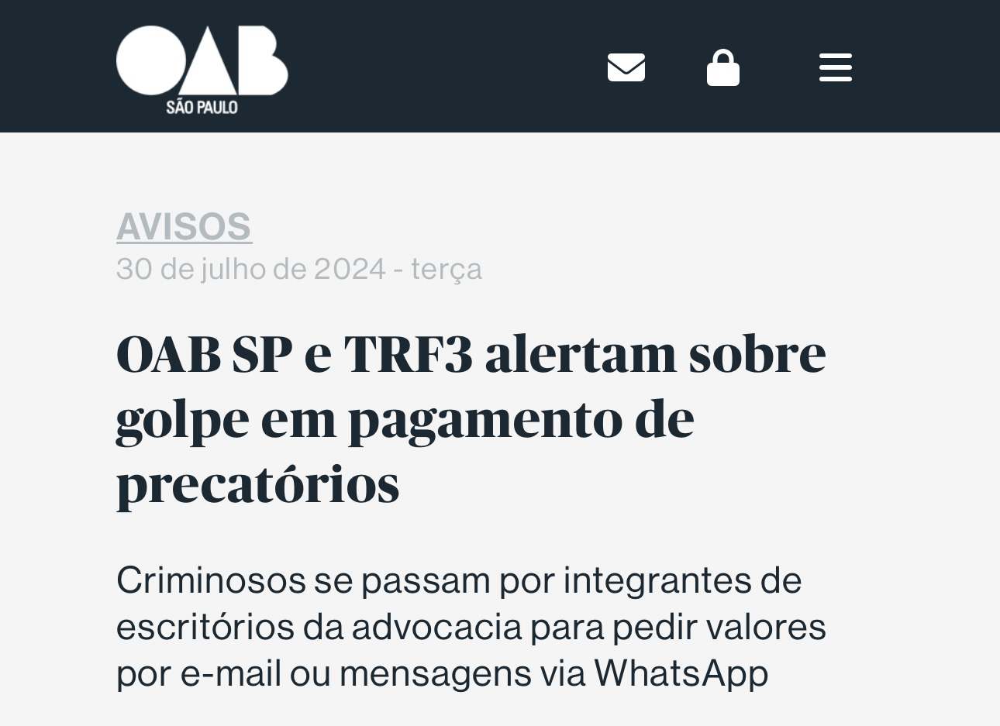 OAB
SÃO PAULO
AVISOS
30 de julho de 2024 - terça
OAB SP e TRF3 alertam sobre
golpe em pagamento de
precatórios
Criminosos se passam por integrantes de
escritórios da advocacia para pedir valores
por e-mail ou mensagens via WhatsApp